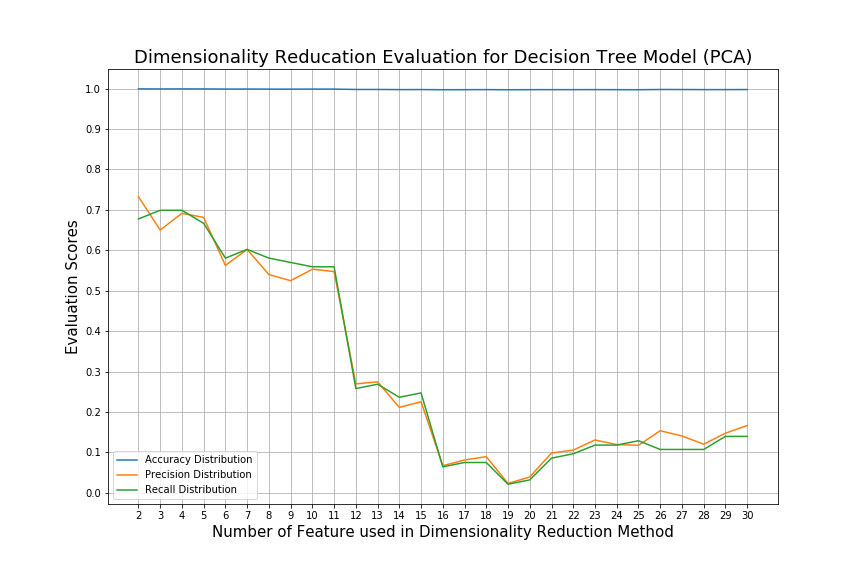 Dimensionality Reducation Evaluation for Decision Tree Model (PCA)
Evaluation Scores
1.0
0.9
0.8
0.7
0.6
0.5
0.4
0.3
0.2
0.1
0.0
Accuracy Distribution
Precision Distribution
Recall Distribution
2 3 4 5 6 7 8 9 10 11 12 13 14 15 16 17 18 19 20 21 22 23 24 25 26 27 28 29 30
Number of Feature used in Dimensionality Reduction Method